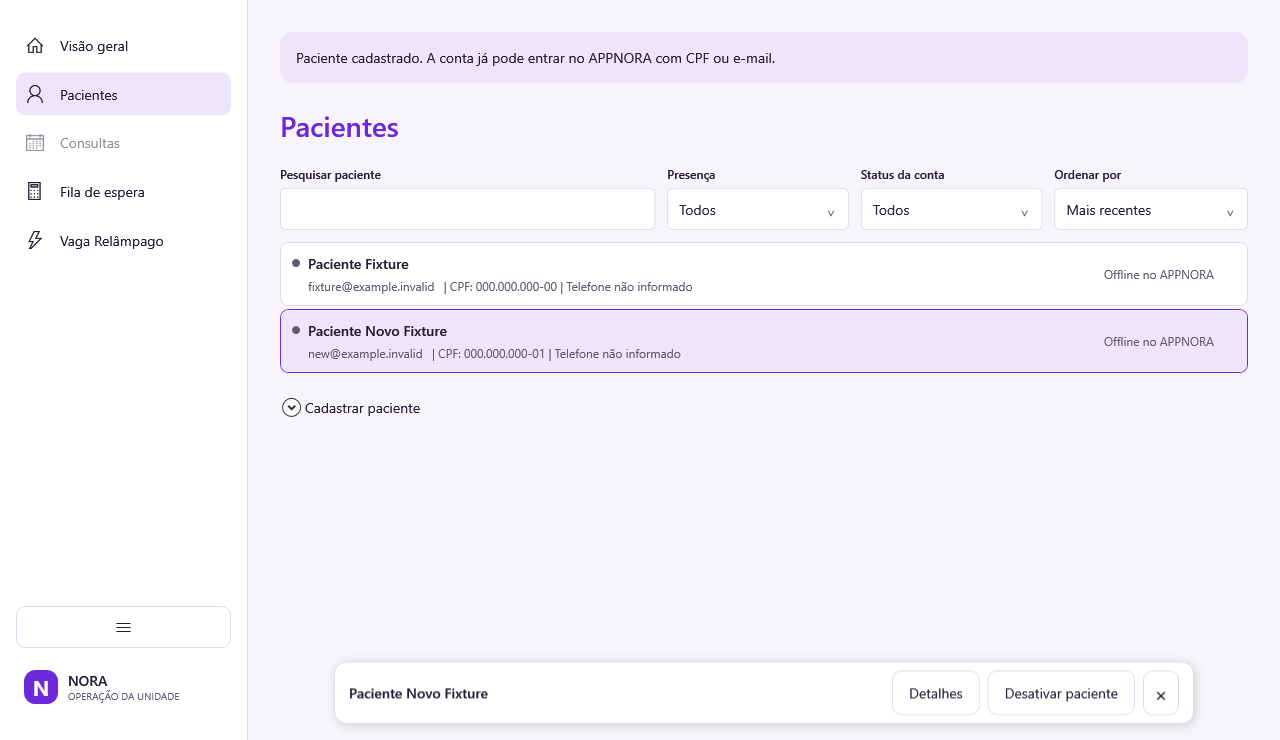 Visão geral
Pacientes
Consultas
Fila de espera
Vaga Relâmpago
N
NORA
OPERAÇÃO DA UNIDADE
Paciente cadastrado. A conta já pode entrar no APPNORA com CPF ou e-mail.
Pacientes
Pesquisar paciente
Presença
Todos
Status da conta
Todos
Ordenar por
Mais recentes
Paciente Fixture
fixture@example.invalid | CPF: 000.000.000-00 | Telefone não informado
Offline no APPNORA
Paciente Novo Fixture
new@example.invalid | CPF: 000.000.000-01 | Telefone não informado
Offline no APPNORA
Cadastrar paciente
Paciente Novo Fixture
Detalhes
Desativar paciente